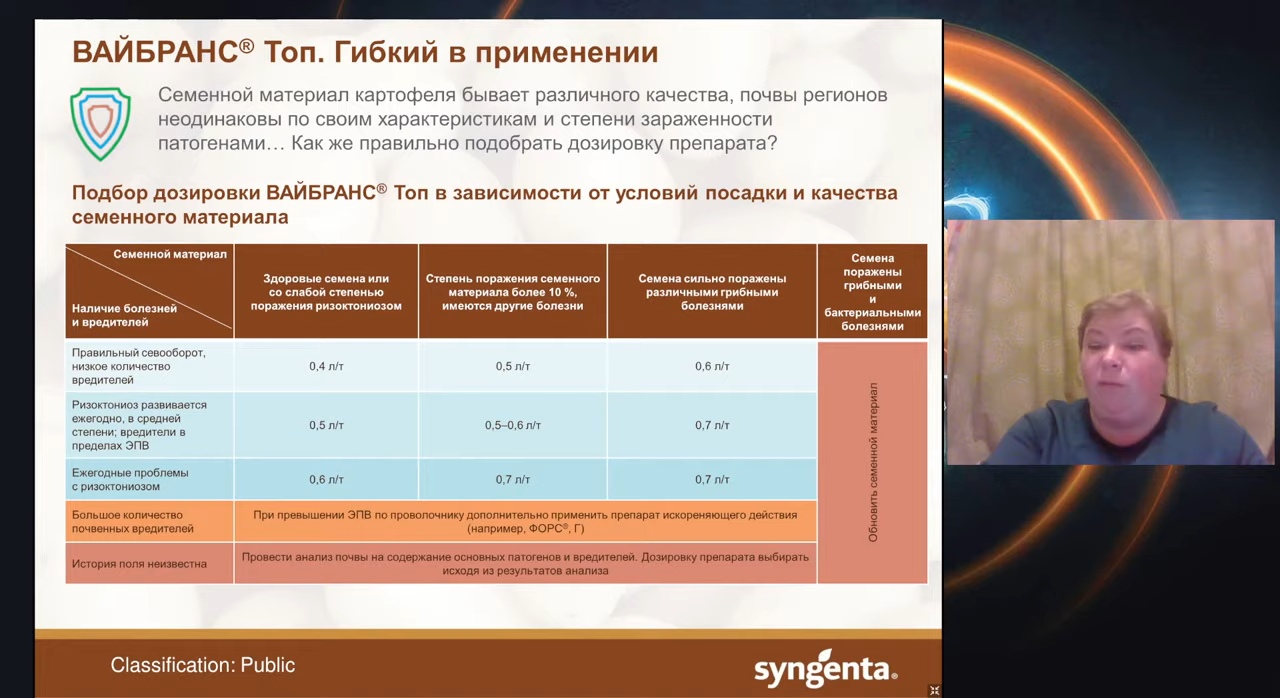 ВАЙБРАНС® Топ. Гибкий в применении
Семенной материал картофеля бывает различного качества, почвы регионов
неодинаковы по своим характеристикам и степени зараженности
патогенами… Как же правильно подобрать дозировку препарата?
Подбор дозировки ВАЙБРАНС® Топ в зависимости от условий посадки и качества
семенного материала
Семенной материал
Наличие болезней
и вредителей
Здоровые семена или
со слабой степенью
поражения ризоктониозом
Степень поражения семенного
материала более 10 %,
имеются другие болезни
Семена сильно поражены
различными грибными
болезнями
Семена
поражены
грибными
и
бактериальными
болезнями
Правильный севооборот,
низкое количество
вредителей
0,4 л/т
0,5 л/т
0,6 л/т
Ризоктониоз развивается
ежегодно, в средней
степени; вредители в
пределах ЭПВ
0,5 л/т
0,5–0,6 л/т
0,7 л/т
Ежегодные проблемы
с ризоктониозом
0,6 л/т
0,7 л/т
0,7 л/т
Большое количество
почвенных вредителей
При превышении ЭПВ по проволочнику дополнительно применить препарат искореняющего действия
(например, ФОРС®, Г)
История поля неизвестна
Провести анализ почвы на содержание основных патогенов и вредителей. Дозировку препарата выбирать
исходя из результатов анализа
Обновить семенной материал
Classification: Public
syngenta®